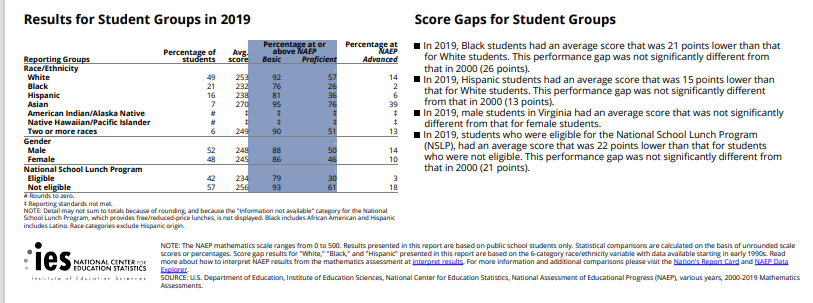 Results for Student Groups in 2019
Percentage at or Percentage at
Percentage of Avg. above NAEP NAEP
Reporting Groups students score Basic Proficient Advanced
Race/Ethnicity
White 49 253 92 57 14
Black 21 232 76 26 2
Hispanic 16 238 81 36 6
Asian 7 270 95 76 39
American Indian/Alaska Native # ‡ ‡ ‡ ‡
Native Hawaiian/Pacific Islander # ‡ ‡ ‡ ‡
Two or more races 6 249 90 51 13
Gender
Male 52 248 88 50 14
Female 48 245 86 46 10
National School Lunch Program
Eligible 42 234 79 30 3
Not eligible 57 256 93 61 18
# Rounds to zero.
‡ Reporting standards not met.
NOTE: Detail may not sum to totals because of rounding, and because the "Information not available" category for the National
School Lunch Program, which provides free/reduced-price lunches, is not displayed. Black includes African American and Hispanic
includes Latino. Race categories exclude Hispanic origin.
Score Gaps for Student Groups
■ In 2019, Black students had an average score that was 21 points lower than that
for White students. This performance gap was not significantly different from
that in 2000 (26 points).
■ In 2019, Hispanic students had an average score that was 15 points lower than
that for White students. This performance gap was not significantly different
from that in 2000 (13 points).
■ In 2019, male students in Virginia had an average score that was not significantly
different from that for female students.
■ In 2019, students who were eligible for the National School Lunch Program
(NSLP), had an average score that was 22 points lower than that for students
who were not eligible. This performance gap was not significantly different from
that in 2000 (21 points).
ies NATIONAL CENTER FOR
EDUCATION STATISTICS
Institute of Education Sciences
NOTE: The NAEP mathematics scale ranges from 0 to 500. Results presented in this report are based on public school students only. Statistical comparisons are calculated on the basis of unrounded scale
scores or percentages. Score gap results for "White," "Black," and "Hispanic" presented in this report are based on the 6-category race/ethnicity variable with data available starting in early 1990s. Read
more about how to interpret NAEP results from the mathematics assessment at interpret results. For more information and additional comparisons please visit the Nation's Report Card and NAEP Data
Explorer.
SOURCE: U.S. Department of Education, Institute of Education Sciences, National Center for Education Statistics, National Assessment of Educational Progress (NAEP), various years, 2000-2019 Mathematics
Assessments.